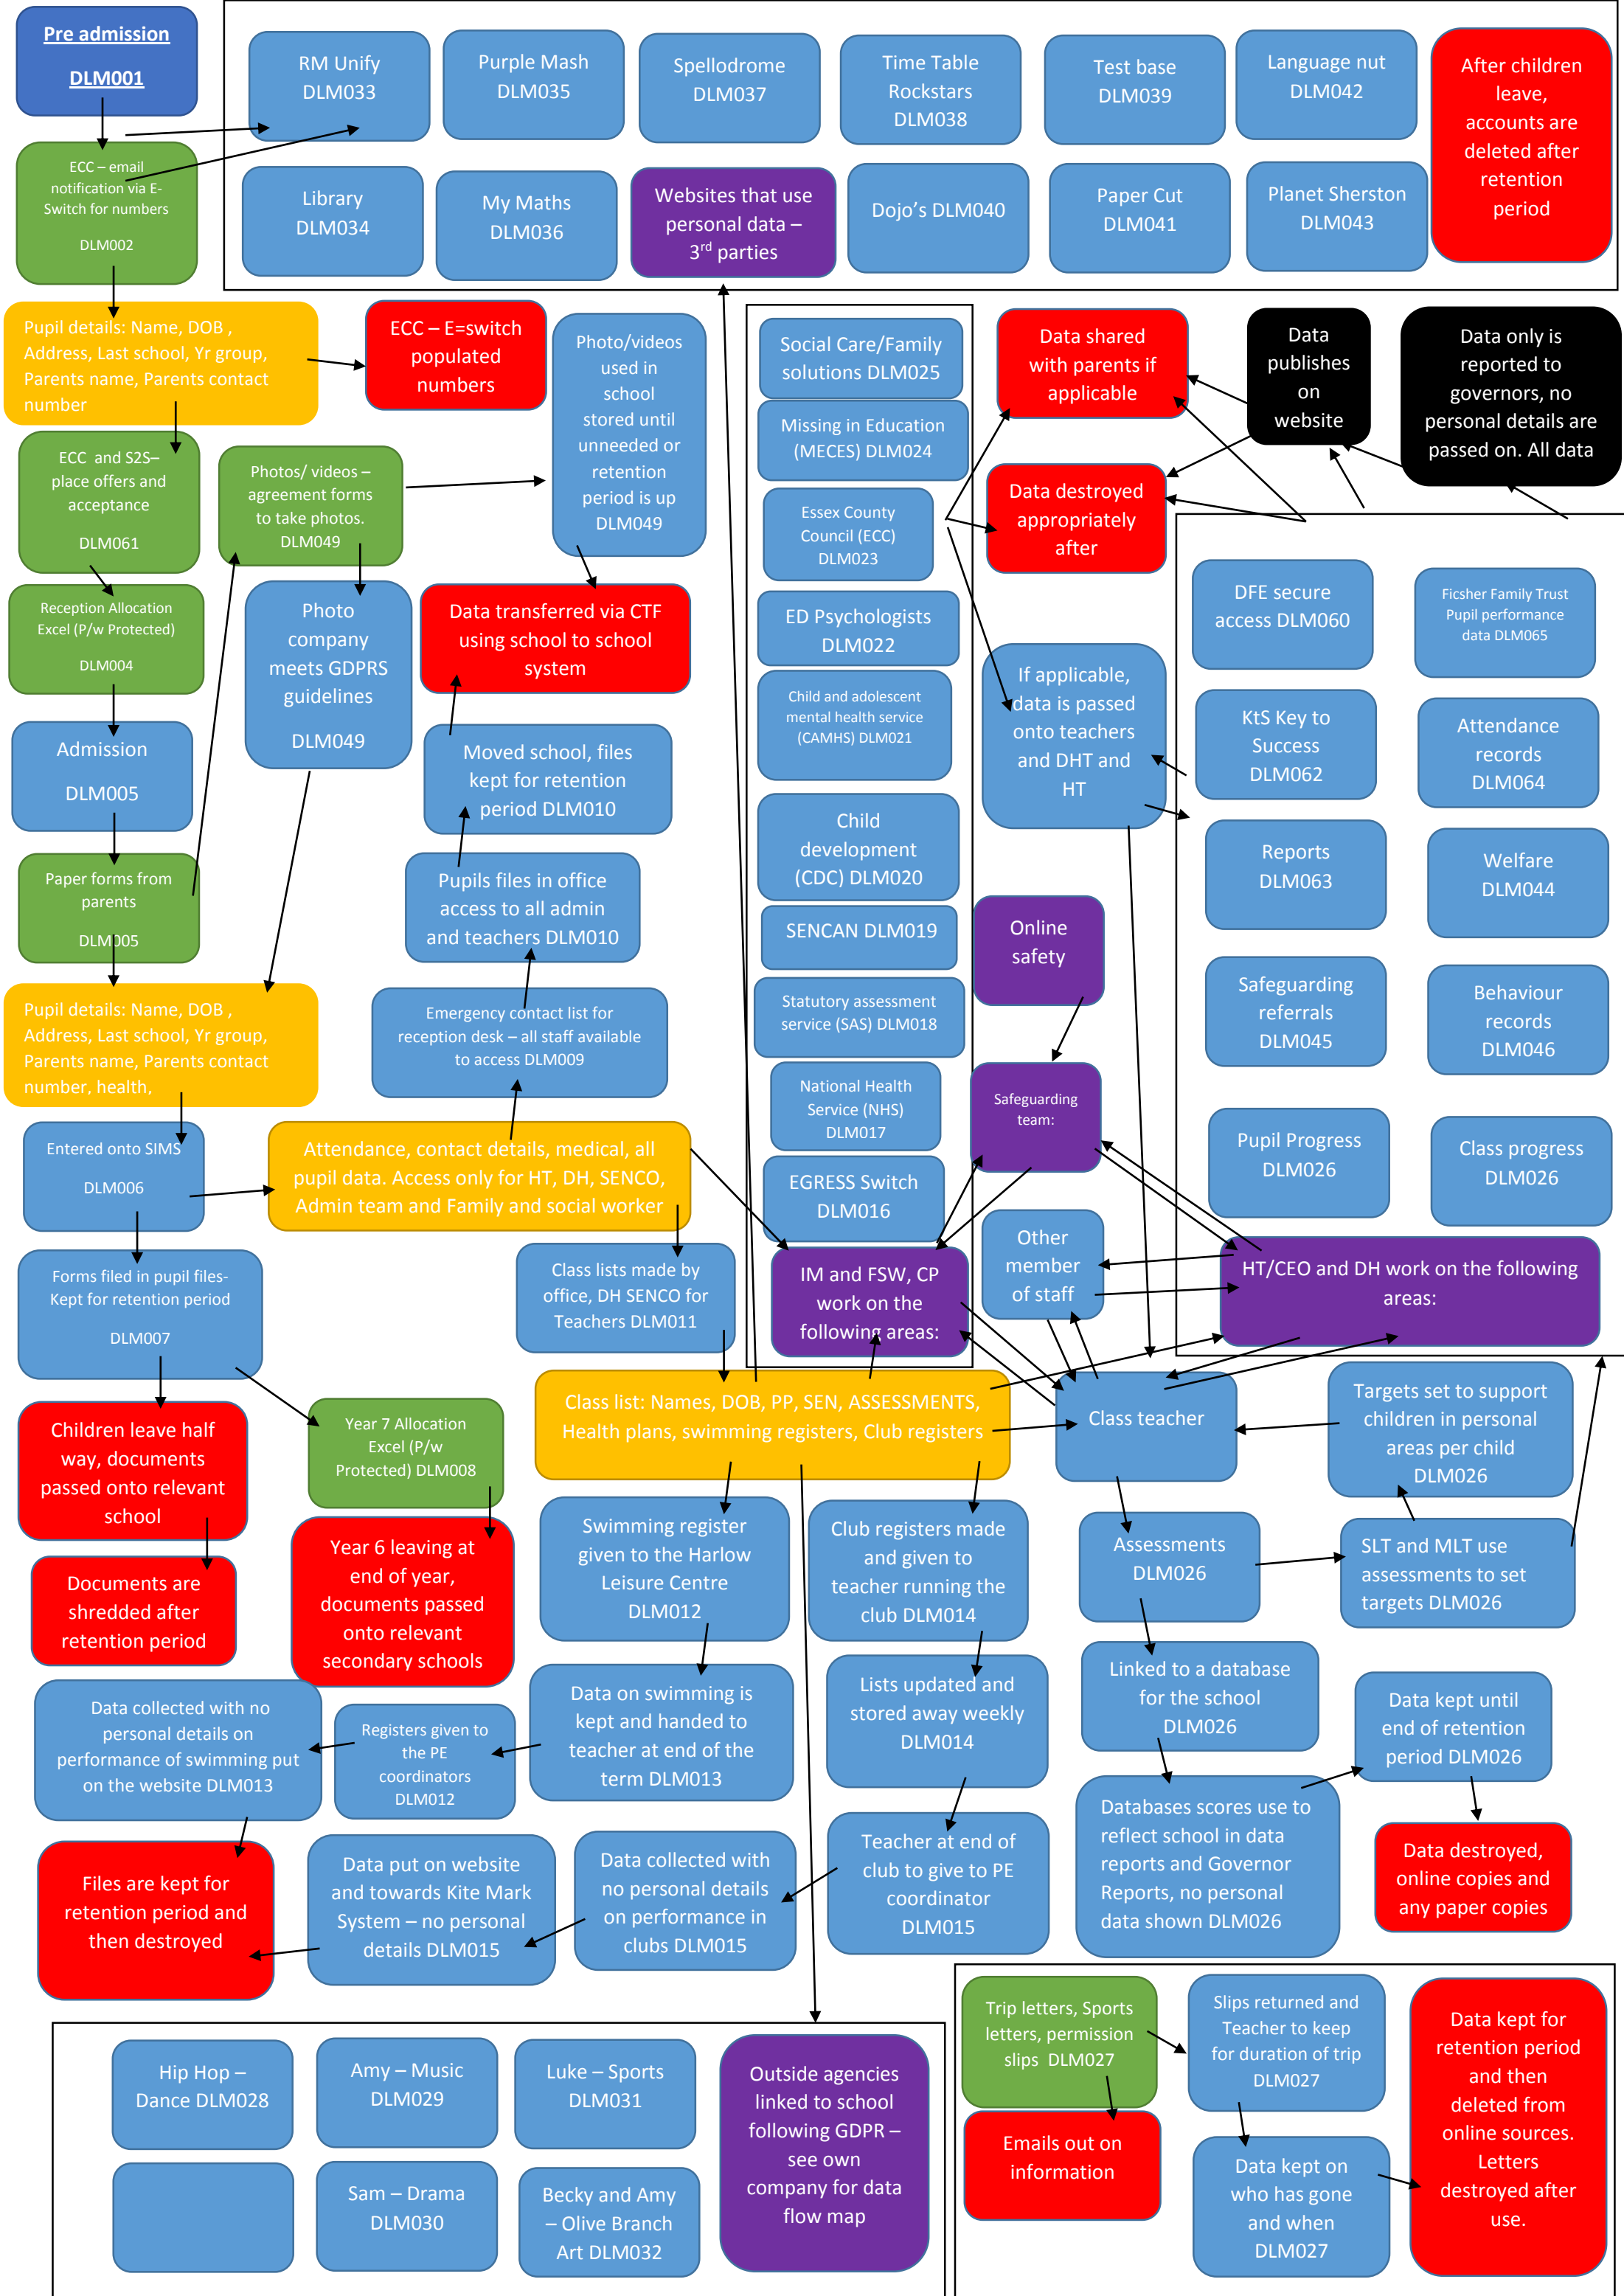 Pre admission
DLM001
RM Unify
DLM033
Purple Mash
DLM035
Spellodrome
DLM037
Time Table
Rockstars
DLM038
Test base
DLM039
Language nut
DLM042
After children
leave,
accounts are
deleted after
retention
period
ECC – email
notification via E-
Switch for numbers
DLM002
Library
DLM034
My Maths
DLM036
Websites that use
personal data –
3rd parties
Dojo's DLM040
Paper Cut
DLM041
Planet Sherston
DLM043
Pupil details: Name, DOB ,
Address, Last school, Yr group,
Parents name, Parents contact
number
ECC – E=switch
populated
numbers
Photo/videos
used in
school
stored until
unneeded or
retention
period is up
DLM049
Social Care/Family
solutions DLM025
Data shared
with parents if
applicable
Data
publishes
on
website
Data only is
reported to
governors, no
personal details are
passed on. All data
Missing in Education
(MECES) DLM024
ECC and S2S–
place offers and
acceptance
DLM061
Photos/ videos –
agreement forms
to take photos.
DLM049
Essex County
Council (ECC)
DLM023
Data destroyed
appropriately
after
Reception Allocation
Excel (P/w Protected)
DLM004
Photo
company
meets GDPRS
guidelines
DLM049
Data transferred via CTF
using school to school
system
ED Psychologists
DLM022
DFE secure
access DLM060
Ficsher Family Trust
Pupil performance
data DLM065
Child and adolescent
mental health service
(CAMHS) DLM021
If applicable,
data is passed
onto teachers
and DHT and
HT
KtS Key to
Success
DLM062
Attendance
records
DLM064
Admission
DLM005
Moved school, files
kept for retention
period DLM010
Child
development
(CDC) DLM020
Reports
DLM063
Welfare
DLM044
Paper forms from
parents
DLM005
Pupils files in office
access to all admin
and teachers DLM010
SENCAN DLM019
Online
safety
Safeguarding
referrals
DLM045
Behaviour
records
DLM046
Pupil details: Name, DOB ,
Address, Last school, Yr group,
Parents name, Parents contact
number, health,
Emergency contact list for
reception desk – all staff available
to access DLM009
Statutory assessment
service (SAS) DLM018
National Health
Service (NHS)
DLM017
Safeguarding
team:
Pupil Progress
DLM026
Class progress
DLM026
Entered onto SIMS
DLM006
Attendance, contact details, medical, all
pupil data. Access only for HT, DH, SENCO,
Admin team and Family and social worker
EGRESS Switch
DLM016
Other
member
of staff
HT/CEO and DH work on the following
areas:
Forms filed in pupil files-
Kept for retention period
DLM007
Class lists made by
office, DH SENCO for
Teachers DLM011
IM and FSW, CP
work on the
following areas:
Children leave half
way, documents
passed onto relevant
school
Year 7 Allocation
Excel (P/w
Protected) DLM008
Class list: Names, DOB, PP, SEN, ASSESSMENTS,
Health plans, swimming registers, Club registers
Class teacher
Targets set to support
children in personal
areas per child
DLM026
Documents are
shredded after
retention period
Year 6 leaving at
end of year,
documents passed
onto relevant
secondary schools
Swimming register
given to the Harlow
Leisure Centre
DLM012
Club registers made
and given to
teacher running the
club DLM014
Assessments
DLM026
SLT and MLT use
assessments to set
targets DLM026
Data collected with no
personal details on
performance of swimming put
on the website DLM013
Registers given to
the PE
coordinators
DLM012
Data on swimming is
kept and handed to
teacher at end of the
term DLM013
Lists updated and
stored away weekly
DLM014
Linked to a database
for the school
DLM026
Data kept until
end of retention
period DLM026
Files are kept for
retention period and
then destroyed
Data put on website
and towards Kite Mark
System – no personal
details DLM015
Data collected with
no personal details
on performance in
clubs DLM015
Teacher at end of
club to give to PE
coordinator
DLM015
Databases scores use to
reflect school in data
reports and Governor
Reports, no personal
data shown DLM026
Data destroyed,
online copies and
any paper copies
Hip Hop –
Dance DLM028
Amy – Music
DLM029
Luke – Sports
DLM031
Outside agencies
linked to school
following GDPR –
see own
company for data
flow map
Sam – Drama
DLM030
Becky and Amy
– Olive Branch
Art DLM032
Trip letters, Sports
letters, permission
slips DLM027
Slips returned and
Teacher to keep
for duration of trip
DLM027
Data kept for
retention period
and then
deleted from
online sources.
Letters
destroyed after
use.
Emails out on
information
Data kept on
who has gone
and when
DLM027